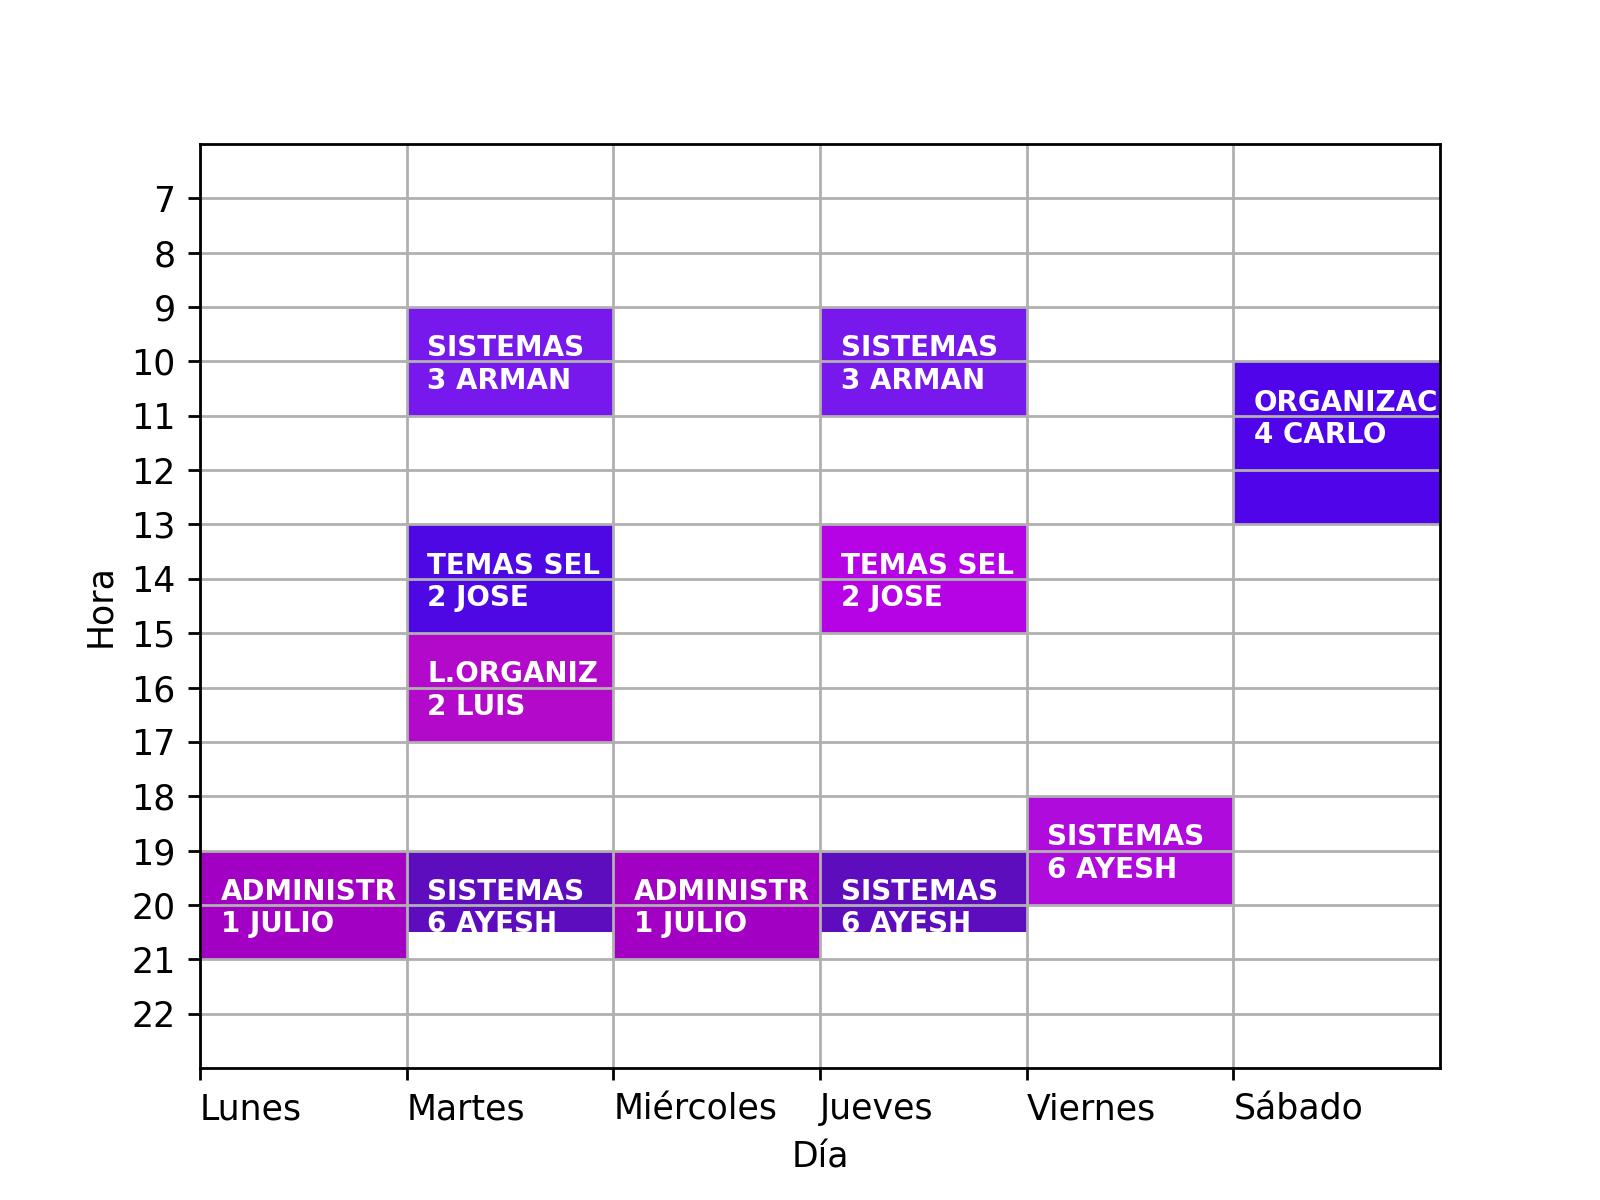 7
8
9
SISTEMAS
3 ARMAN
SISTEMAS
3 ARMAN
10
ORGANIZAC
4 CARLO
11
12
13
TEMAS SEL
2 JOSE
TEMAS SEL
2 JOSE
14
15
L.ORGANIZ
2 LUIS
16
17
18
SISTEMAS
6 AYESH
19
ADMINISTR
1 JULIO
SISTEMAS
6 AYESH
ADMINISTR
1 JULIO
SISTEMAS
6 AYESH
20
21
22
Hora
Lunes Martes Miércoles Jueves Viernes Sábado
Día